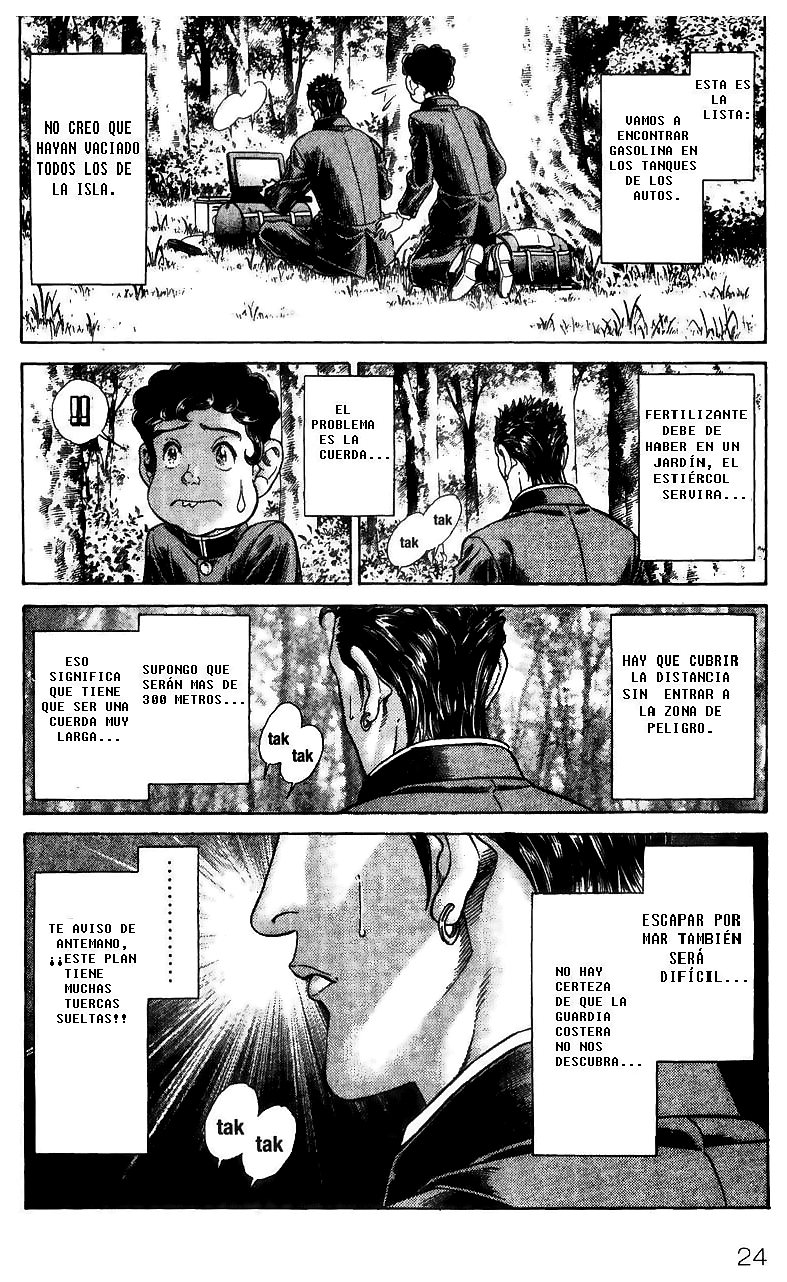 ESTA ES
LA
LISTA:
VAMOS A
ENCONTRAR
GASOLINA EN
LOS TANQUES
DE LOS
AUTOS.
NO CREO QUE
HAYAN VACIADO
TODOS LOS DE
LA ISLA.
!!
EL
PROBLEMA
ES LA
CUERDA...
FERTILIZANTE
DEBE DE
HABER EN UN
JARDÍN, EL
ESTIÉRCOL
SERVIRA...
tak
tak
HAY QUE CUBRIR
LA DISTANCIA
SIN ENTRAR A
LA ZONA DE
PELIGRO.
SUPONGO QUE
SERÁN MAS DE
300 METROS...
ESO
SIGNIFICA
QUE TIENE
QUE SER UNA
CUERDA MUY
LARGA...
tak
tak
ESCAPAR POR
MAR TAMBIÉN
SERÁ
DIFÍCIL...
NO HAY
CERTEZA
DE QUE LA
GUARDIA
COSTERA
NO NOS
DESCUBRA...
............
TE AVISO DE
ANTEMANO,
¡¡ESTE PLAN
TIENE
MUCHAS
TUERCAS
SUELTAS!!
tak
tak
24